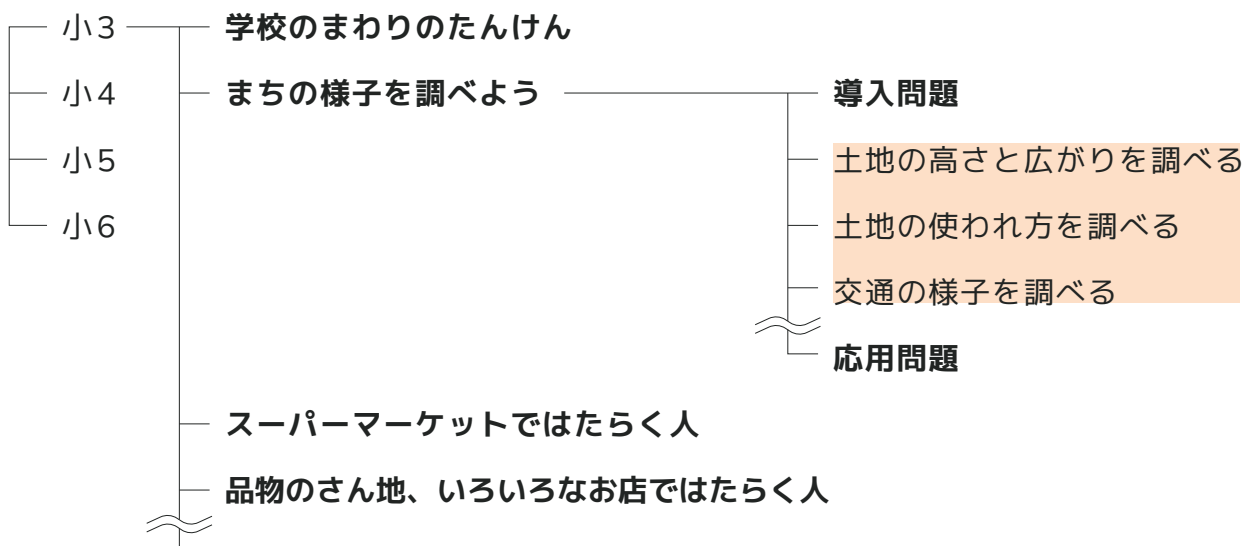 小3
学校のまわりのたんけん
小4
まちの様子を調べよう
導入問題
小5
土地の高さと広がりを調べる
小6
土地の使われ方を調べる
交通の様子を調べる
応用問題
スーパーマーケットではたらく人
品物のさん地、いろいろなお店ではたらく人